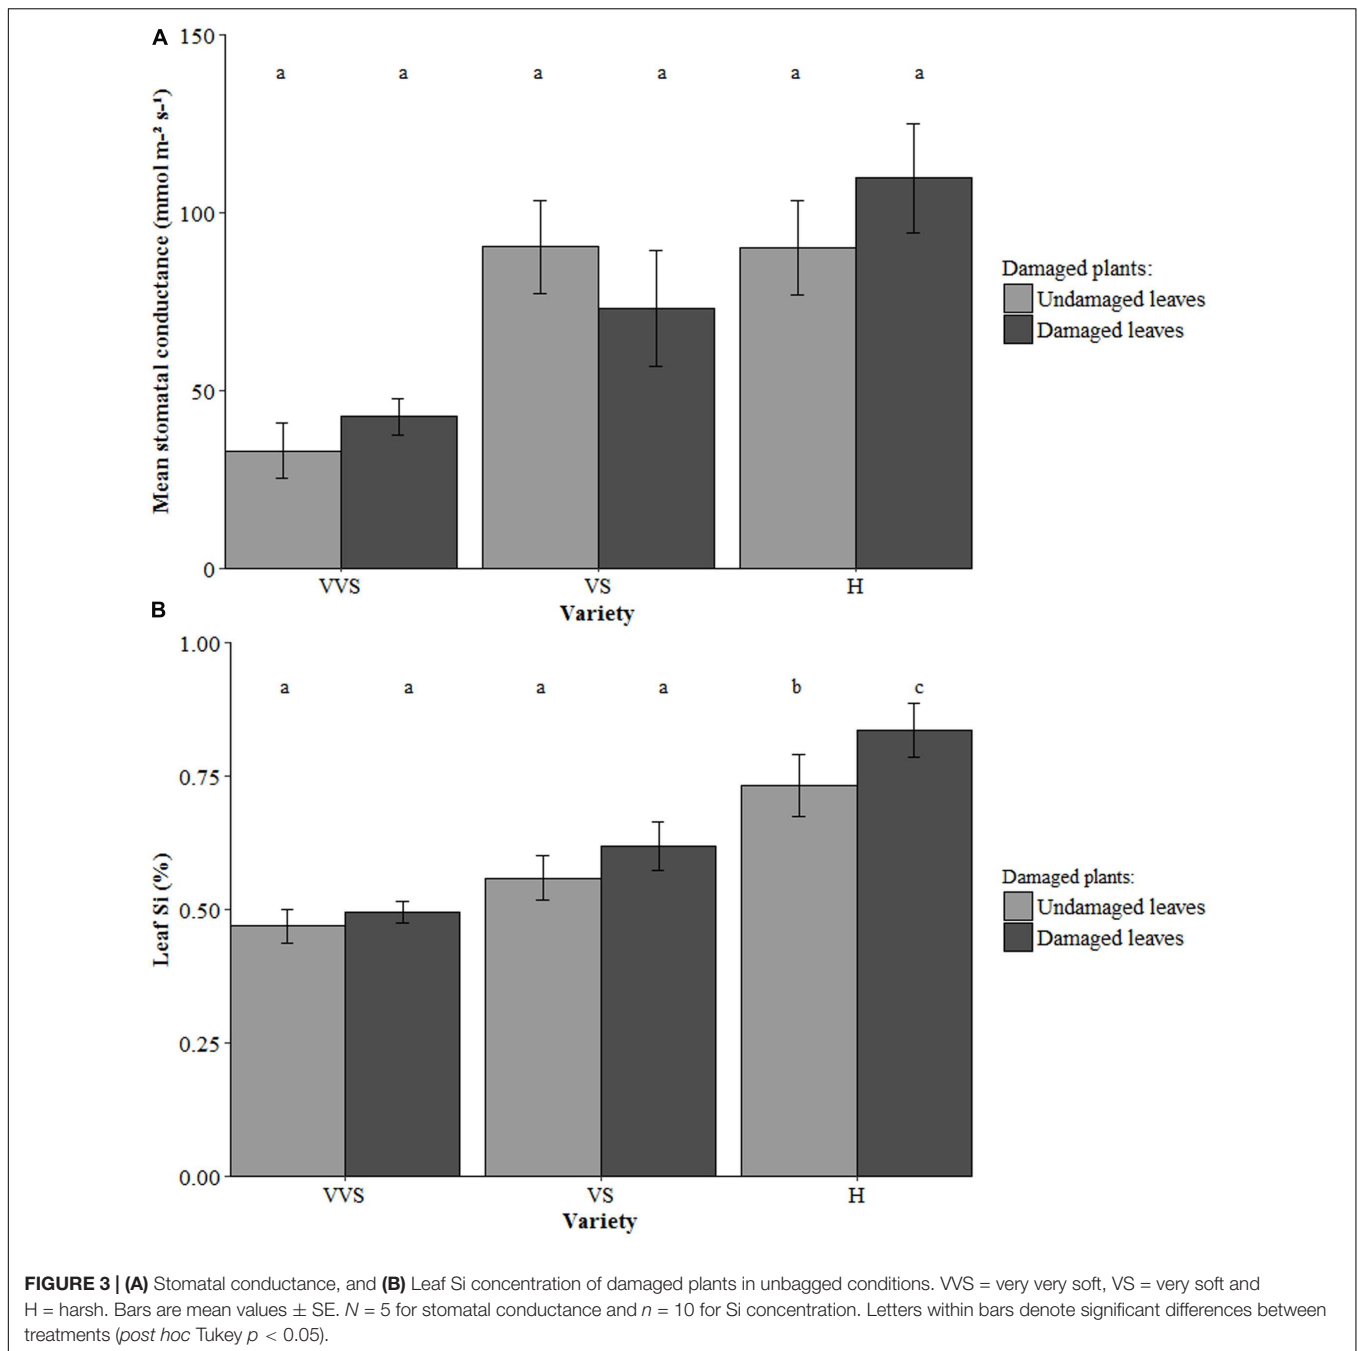 A
150
a a a a a a
100
50
0
Mean stomatal conductance (mmol m-² s-¹)
Damaged plants:
Undamaged leaves
Damaged leaves
VVS VS H
Variety
B
1.00
a a a a b c
0.75
0.50
0.25
0.00
Leaf Si (%)
Damaged plants:
Undamaged leaves
Damaged leaves
VVS VS H
Variety
FIGURE 3 | (A) Stomatal conductance, and (B) Leaf Si concentration of damaged plants in unbagged conditions. VVS = very very soft, VS = very soft and
H = harsh. Bars are mean values ± SE. N = 5 for stomatal conductance and n = 10 for Si concentration. Letters within bars denote significant differences between
treatments (post hoc Tukey p < 0.05).